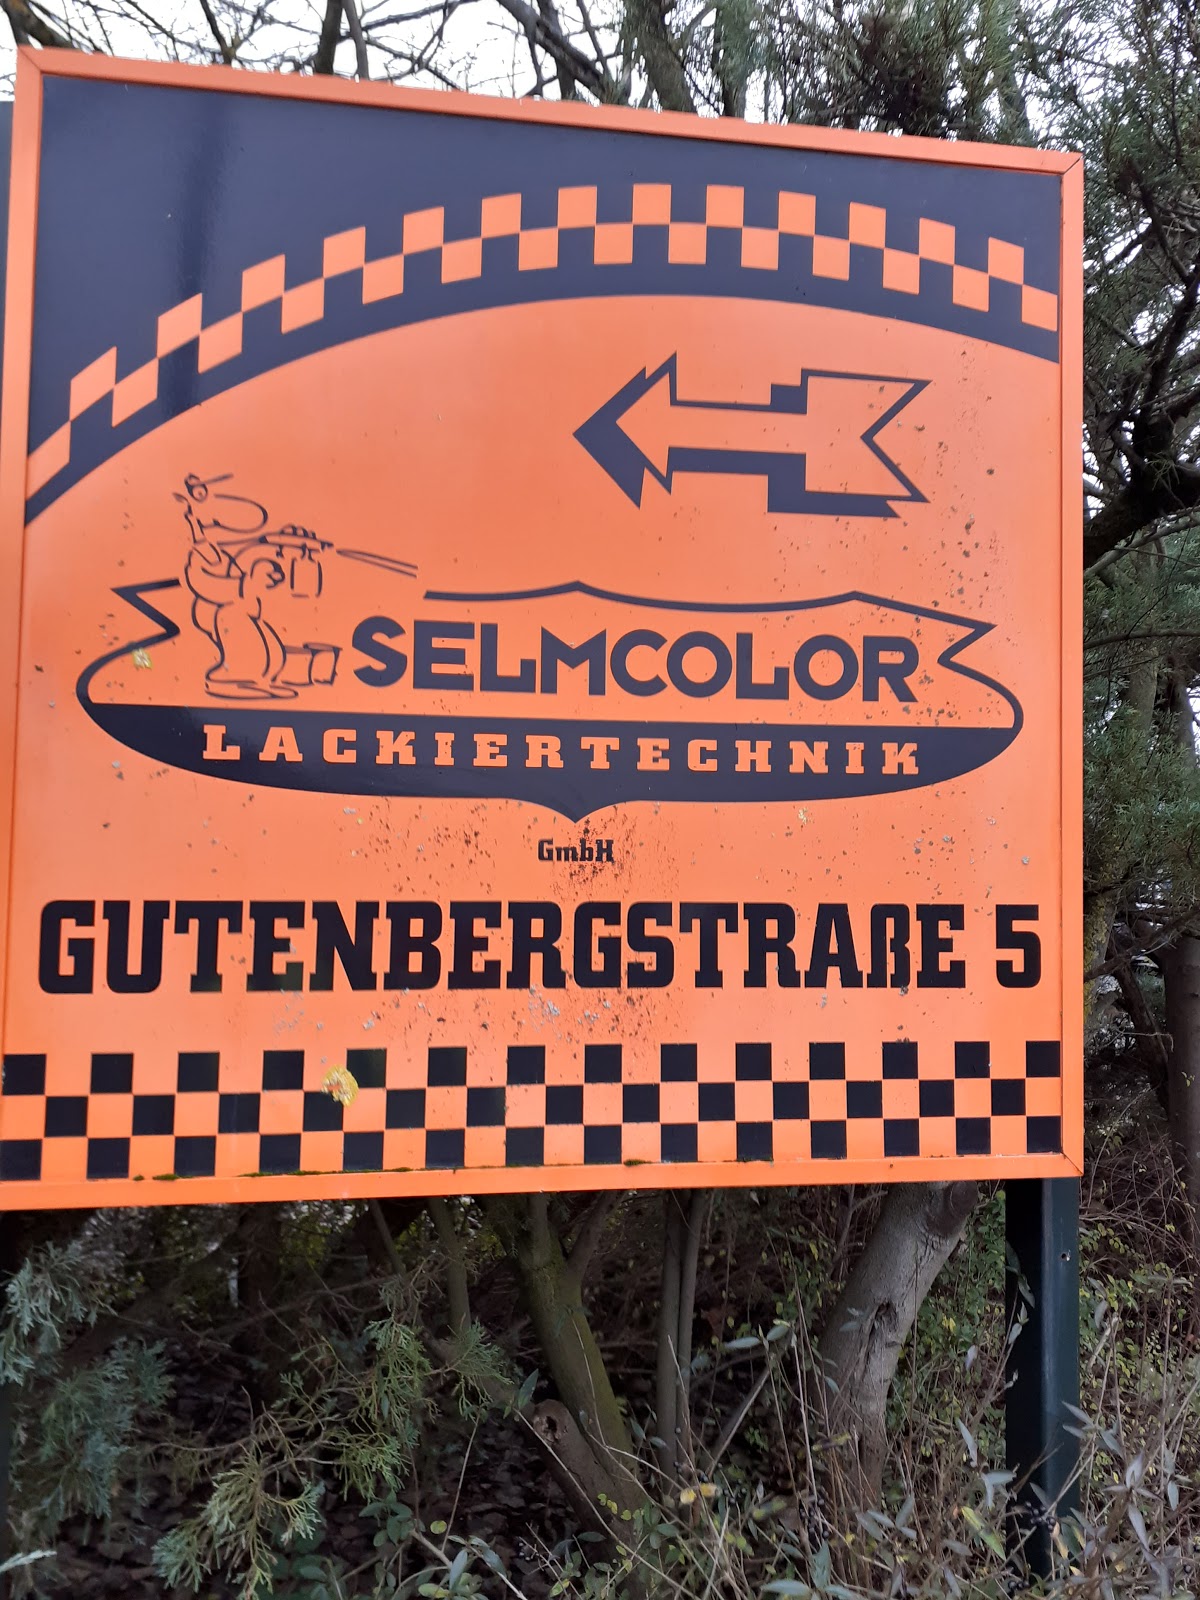 SELMCOLOR
LACKIERTECHNIK
GmbH
GUTENBERGSTRAßE 5